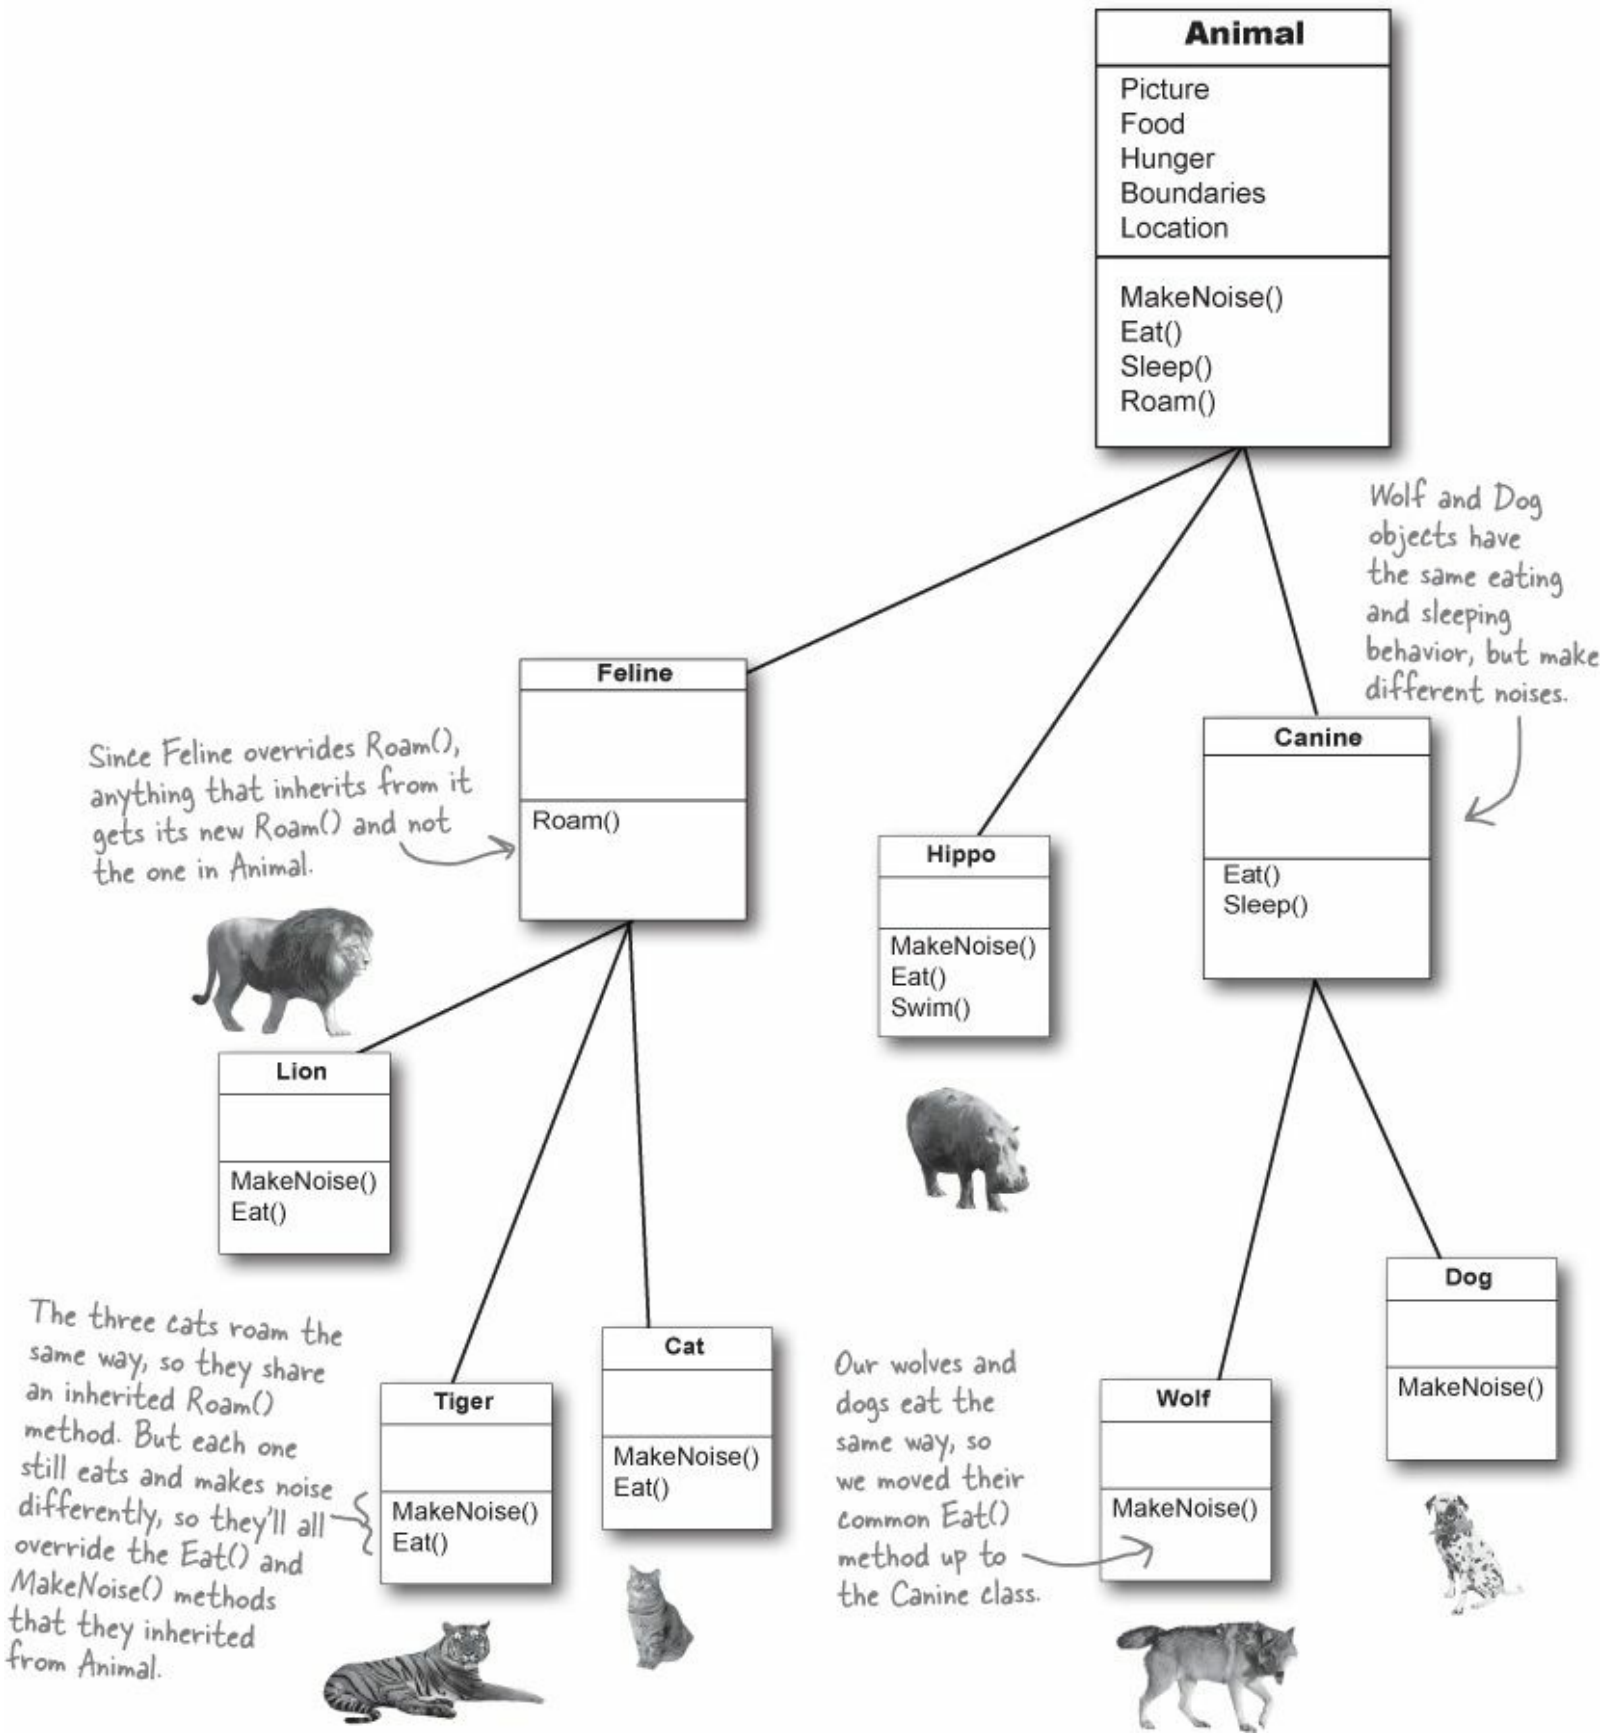 Animal
Picture
Food
Hunger
Boundaries
Location
MakeNoise()
Eat()
Sleep()
Roam()
Wolf and Dog
objects have
the same eating
and sleeping
behavior, but make
different noises.
Feline
Roam()
Since Feline overrides Roam(),
anything that inherits from it
gets its new Roam() and not
the one in Animal.
Canine
Eat()
Sleep()
Hippo
MakeNoise()
Eat()
Swim()
Lion
MakeNoise()
Eat()
The three cats roam the
same way, so they share
an inherited Roam()
method. But each one
still eats and makes noise
differently, so they'll all
override the Eat() and
MakeNoise() methods
that they inherited
from Animal.
Tiger
MakeNoise()
Eat()
Cat
MakeNoise()
Eat()
Our wolves and
dogs eat the
same way, so
we moved their
common Eat()
method up to
the Canine class.
Wolf
MakeNoise()
Dog
MakeNoise()